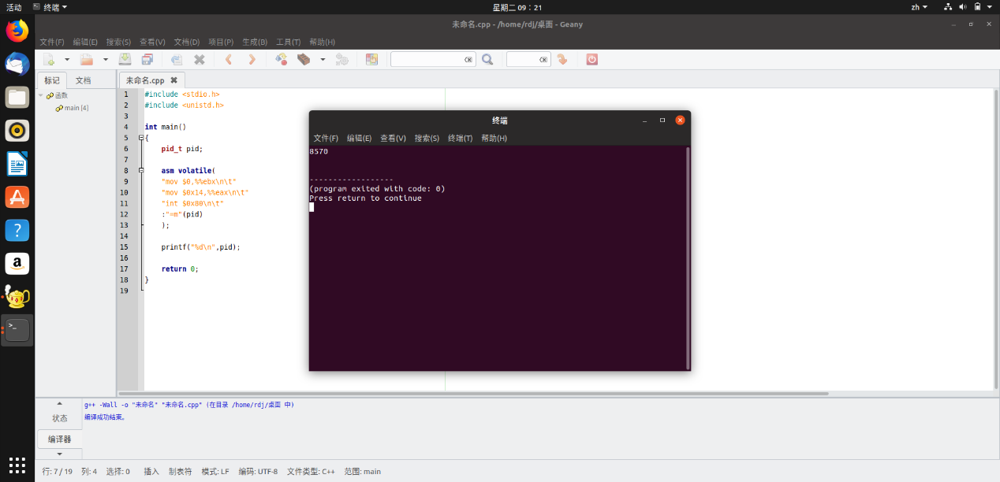 活动 终端 星期二 09：21 zh
未命名.cpp - /home/rdj/桌面 - Geany
文件(F) 编辑(E) 搜索(S) 查看(V) 文档(D) 项目(P) 生成(B) 工具(T) 帮助(H)
标记 文档 未命名.cpp
函数
main [4]
1 #include <stdio.h>
2 #include <unistd.h>
3
4 int main()
5 {
6 pid_t pid;
7
8 asm volatile(
9 "mov $0,%%ebx\n\t"
10 "mov $0x14,%%eax\n\t"
11 "int $0x80\n\t"
12 :"=m"(pid)
13 );
14
15 printf("%d\n",pid);
16
17 return 0;
18 }
19
终端
文件(F) 编辑(E) 查看(V) 搜索(S) 终端(T) 帮助(H)
8570
------------------
(program exited with code: 0)
Press return to continue
状态
编译器
g++ -Wall -o "未命名" "未命名.cpp" (在目录 /home/rdj/桌面 中)
编译成功结束。
行: 7 / 19 列: 4 选择: 0 插入 制表符 模式: LF 编码: UTF-8 文件类型: C++ 范围: main